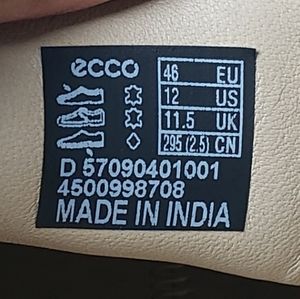 ecco
46 EU
12 US
11.5 UK
295 (2.5) CN
D 57090401001
4500998708
MADE IN INDIA